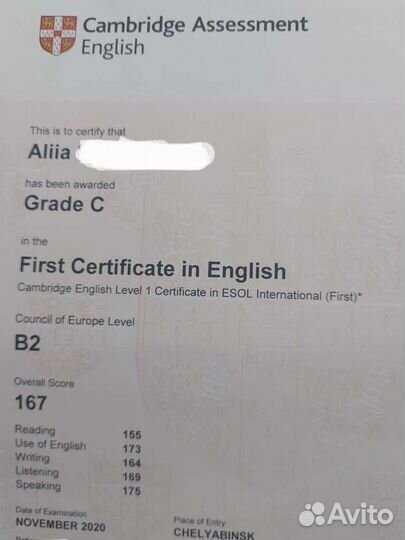 Cambridge Assessment
English
This is to certify that
Aliia
has been awarded
Grade C
in the
First Certificate in English
Cambridge English Level 1 Certificate in ESOL International (First)*
Council of Europe Level
B2
Overall Score
167
Reading 155
Use of English 173
Writing 164
Listening 169
Speaking 175
Date of Examination
NOVEMBER 2020
Place of Entry
CHELYABINSK
Avito